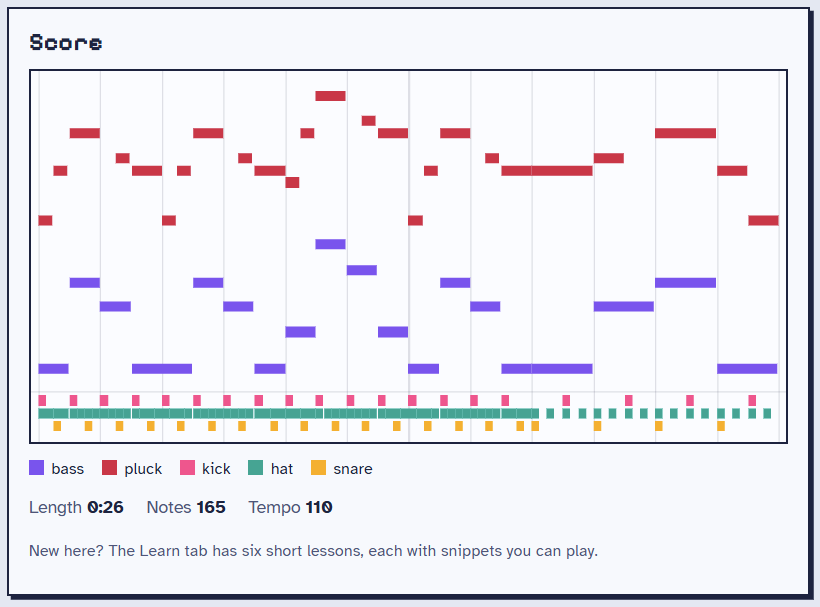 Score
bass pluck kick hat snare
Length 0:26 Notes 165 Tempo 110
New here? The Learn tab has six short lessons, each with snippets you can play.